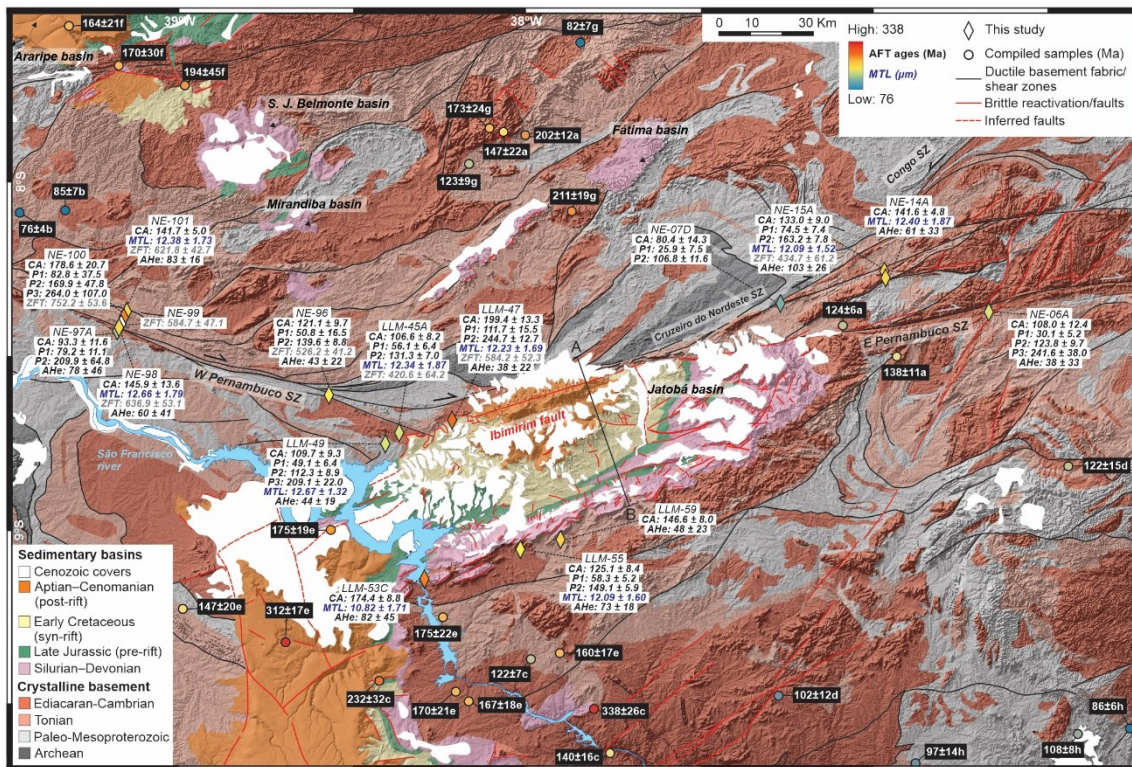 39°W
38°W
0 15 30 Km
High: 338
AFT ages (Ma)
MTL (µm)
Low: 76
This study
Compiled samples (Ma)
Ductile basement fabric/
shear zones
Brittle reactivation/faults
Inferred faults
164±21f
Araripe basin
170±30f
194±45f
82±7g
S. J. Belmonte basin
173±24g
147±22a
202±12a
Fátima basin
123±9g
8°S
85±7b
76±4b
Mirandiba basin
211±19g
Congo SZ
NE-101
CA: 141.7 ± 5.0
MTL: 12.38 ± 1.73
ZFT: 621.8 ± 42.7
AHe: 83 ± 16
NE-100
CA: 178.6 ± 20.7
P1: 82.8 ± 37.5
P2: 169.9 ± 47.8
P3: 264.0 ± 107.0
ZFT: 752.2 ± 53.6
NE-99
ZFT: 584.7 ± 47.1
NE-97A
CA: 93.3 ± 11.6
P1: 79.2 ± 11.1
P2: 209.9 ± 64.8
AHe: 78 ± 46
NE-98
CA: 145.9 ± 13.6
MTL: 12.66 ± 1.79
ZFT: 636.9 ± 53.1
AHe: 60 ± 41
NE-96
CA: 121.1 ± 9.7
P1: 50.8 ± 16.5
P2: 139.6 ± 8.8
ZFT: 526.2 ± 41.2
AHe: 43 ± 22
LLM-45A
CA: 106.6 ± 8.2
P1: 56.1 ± 6.4
P2: 131.3 ± 7.0
MTL: 12.34 ± 1.87
ZFT: 420.6 ± 64.2
LLM-47
CA: 199.4 ± 13.3
P1: 111.7 ± 15.5
P2: 244.7 ± 12.7
MTL: 12.23 ± 1.69
ZFT: 584.2 ± 52.3
AHe: 38 ± 22
NE-07D
CA: 80.4 ± 14.3
P1: 25.9 ± 7.5
P2: 106.8 ± 11.6
NE-15A
CA: 133.0 ± 9.0
P1: 74.5 ± 7.4
P2: 163.2 ± 7.8
MTL: 12.09 ± 1.52
ZFT: 434.7 ± 61.2
AHe: 103 ± 26
NE-14A
CA: 141.6 ± 4.8
MTL: 12.40 ± 1.87
AHe: 61 ± 33
Cruzeiro do Nordeste SZ
124±6a
E Pernambuco SZ
138±11a
NE-06A
CA: 108.0 ± 12.4
P1: 30.1 ± 5.2
P2: 123.8 ± 9.7
P3: 241.6 ± 38.0
AHe: 38 ± 33
W Pernambuco SZ
A
Jatobá basin
Ibimirim fault
São Francisco
river
LLM-49
CA: 109.7 ± 9.3
P1: 49.1 ± 6.4
P2: 112.3 ± 8.9
P3: 209.1 ± 22.0
MTL: 12.67 ± 1.32
AHe: 44 ± 19
122±15d
9°S
175±19e
B
LLM-59
CA: 146.6 ± 8.0
AHe: 48 ± 23
LLM-55
CA: 125.1 ± 8.4
P1: 58.3 ± 5.2
P2: 149.1 ± 5.9
MTL: 12.09 ± 1.60
AHe: 73 ± 18
LLM-53C
CA: 174.4 ± 8.8
MTL: 10.82 ± 1.71
AHe: 82 ± 45
147±20e
312±17e
175±22e
160±17e
122±7c
232±32c
170±21e
167±18e
338±26c
102±12d
86±6h
108±8h
97±14h
140±16c
Sedimentary basins
Cenozoic covers
Aptian–Cenomanian
(post-rift)
Early Cretaceous
(syn-rift)
Late Jurassic (pre-rift)
Silurian–Devonian
Crystalline basement
Ediacaran-Cambrian
Tonian
Paleo-Mesoproterozoic
Archean